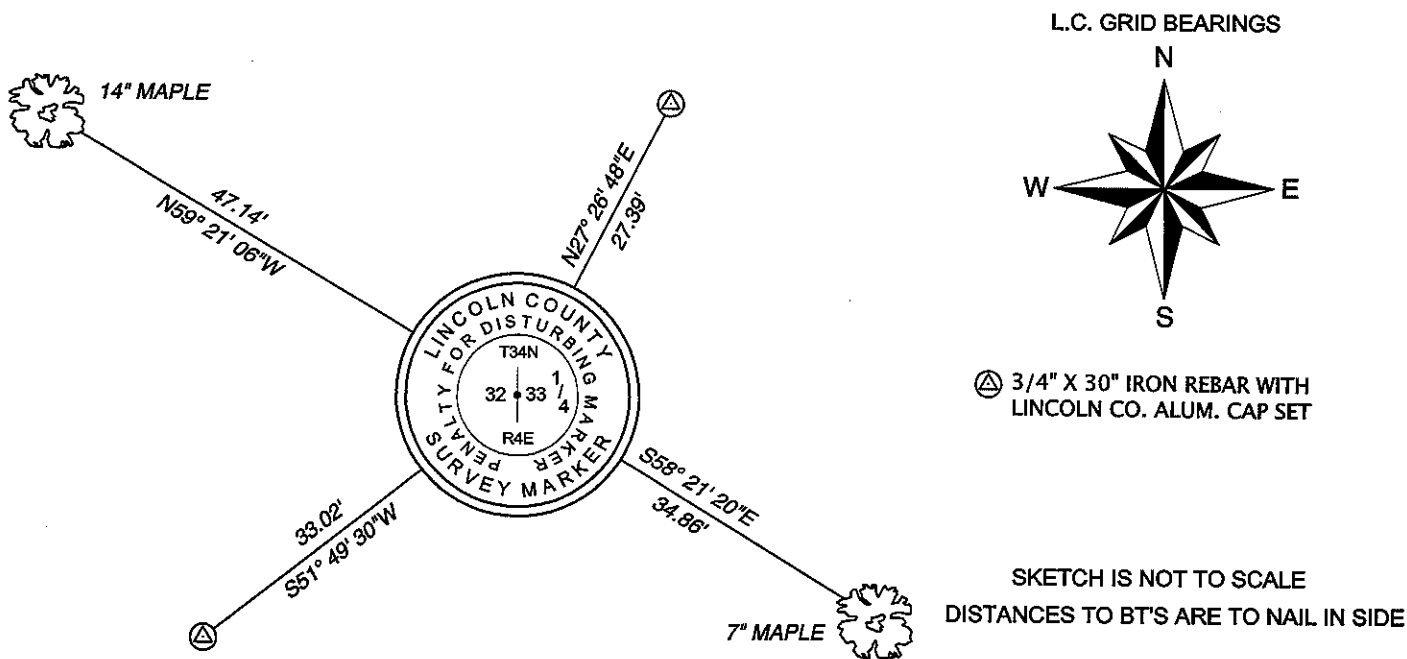 L.C. GRID BEARINGS
N
W
E
S
14" MAPLE
47.14'
N59° 21' 06"W
N27° 26' 48"E
27.39'
LINCOLN COUNTY
PENALTY FOR DISTURBING MARKER
T34N
32
33
1/4
R4E
SURVEY MARKER
3/4" X 30" IRON REBAR WITH
LINCOLN CO. ALUM. CAP SET
33.02'
S51° 49' 30"W
S58° 21' 20"E
34.86'
7" MAPLE
SKETCH IS NOT TO SCALE
DISTANCES TO BT'S ARE TO NAIL IN SIDE